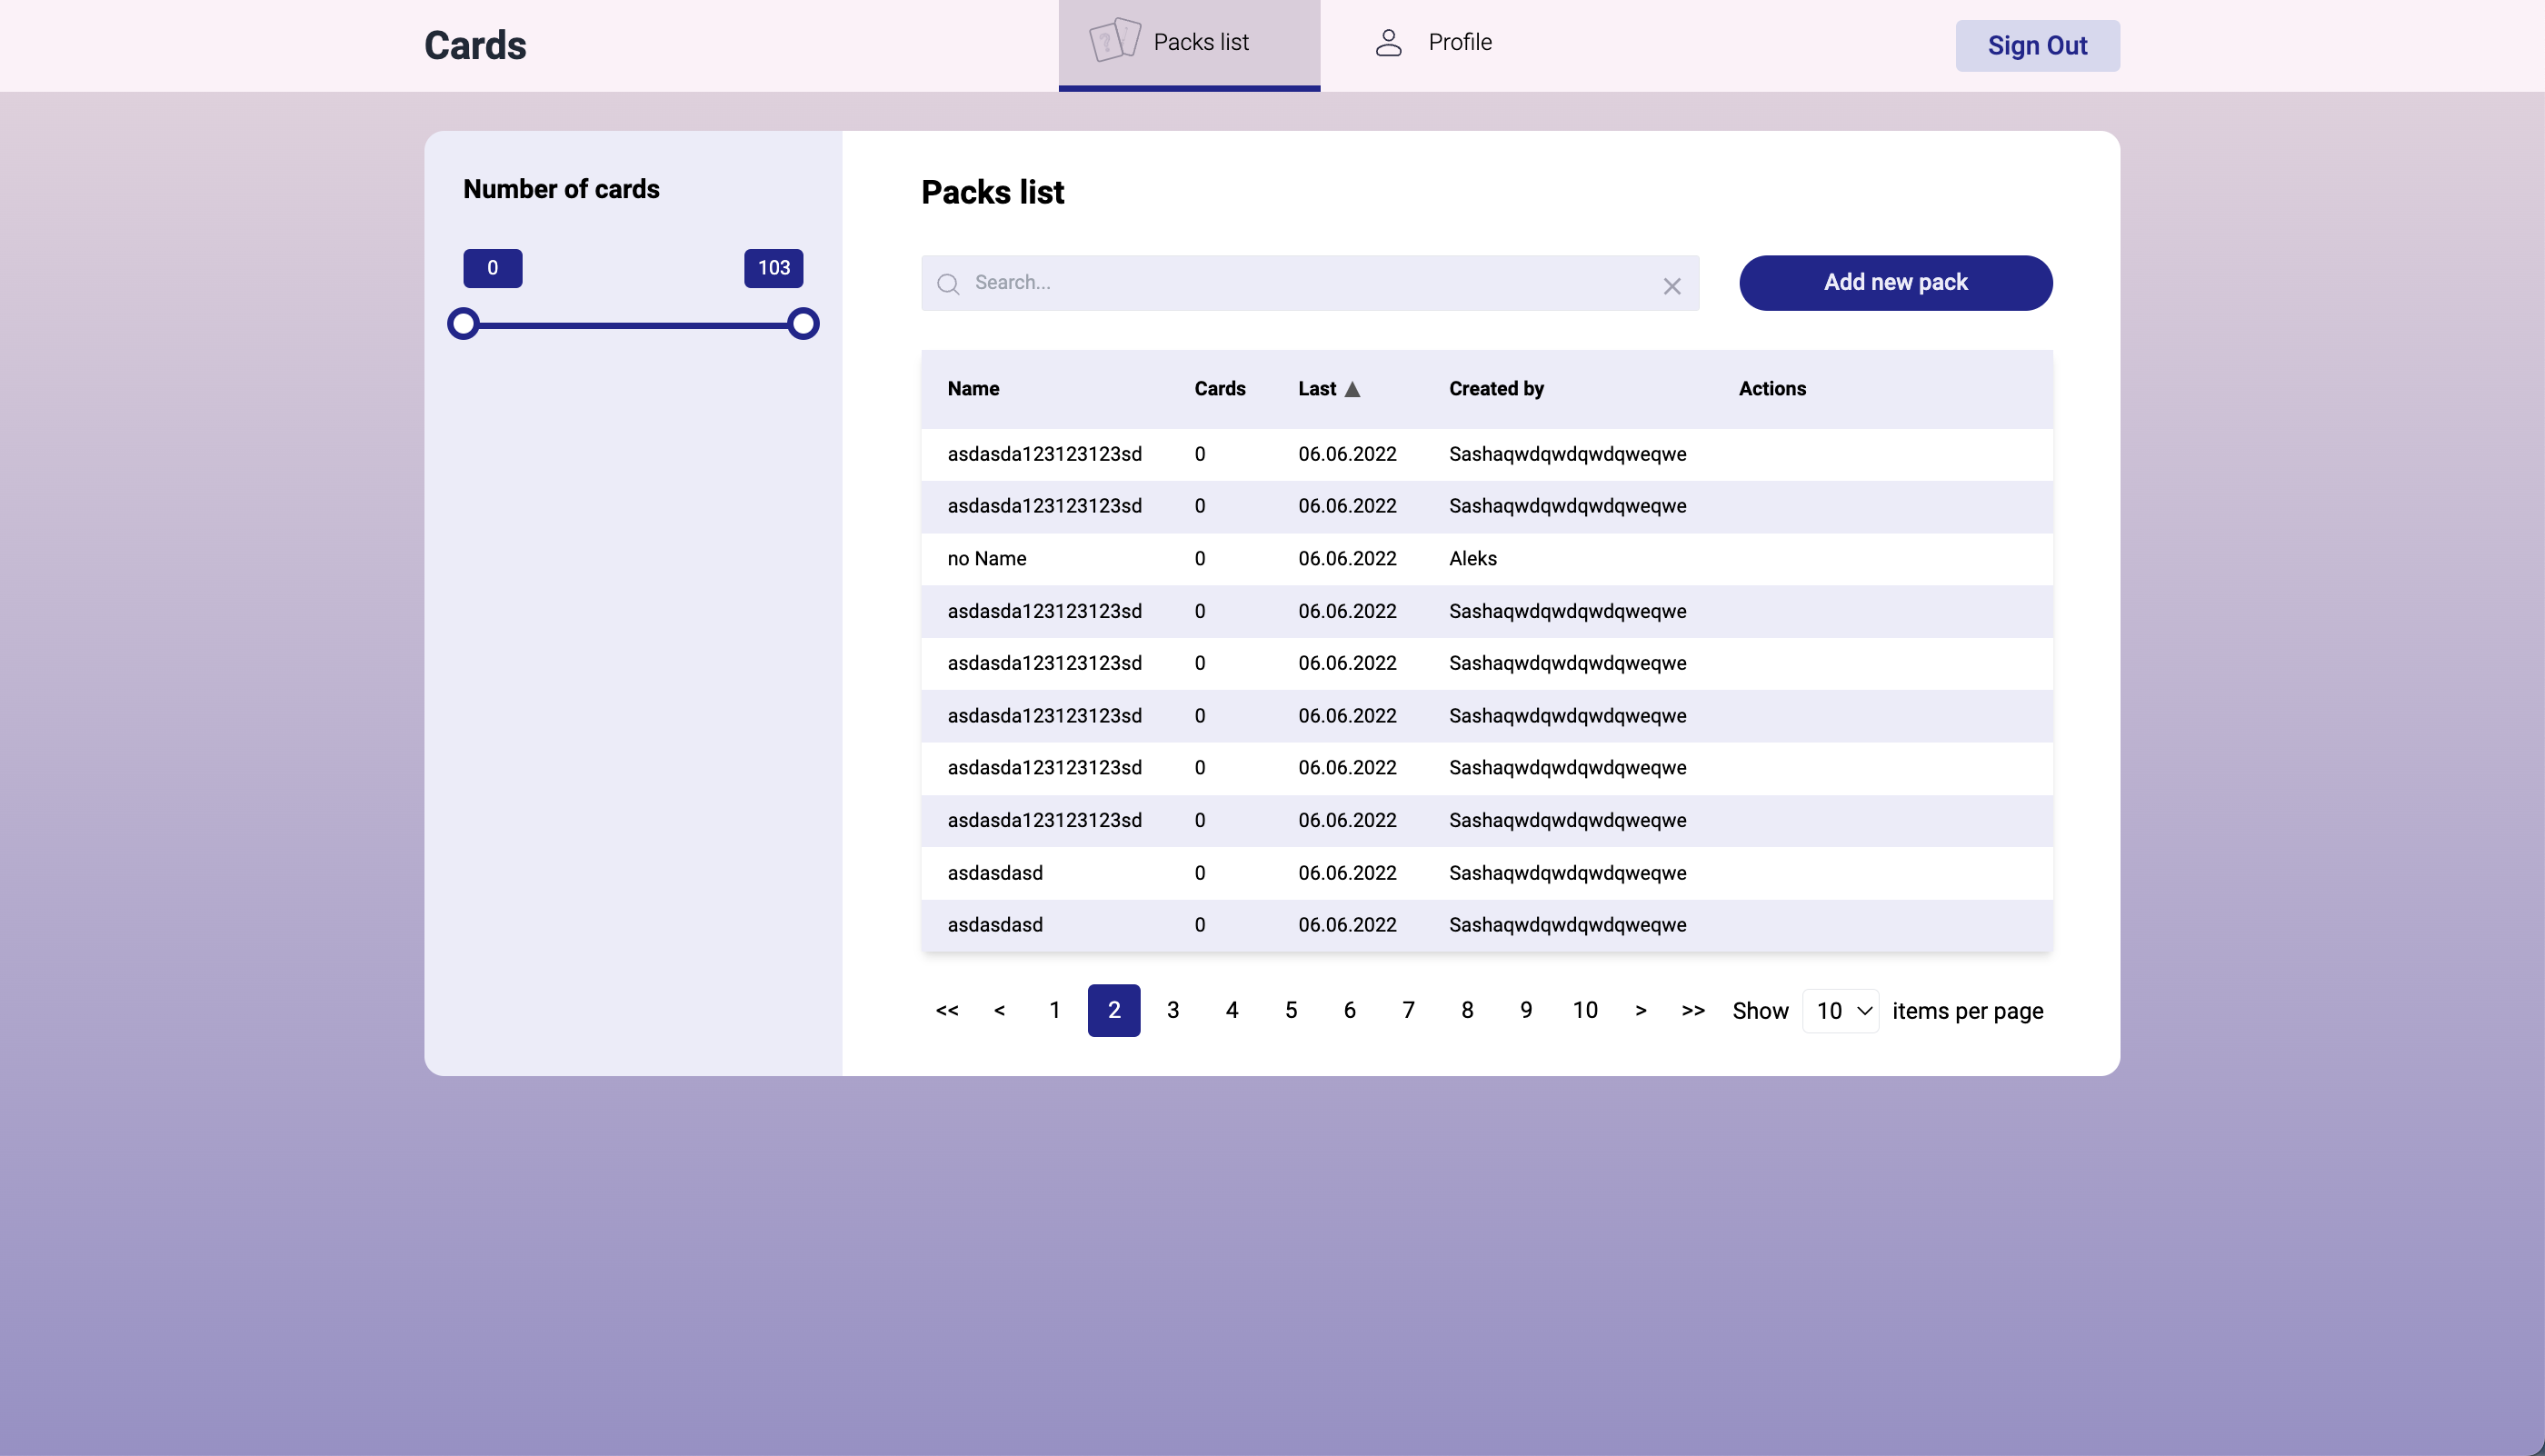 Cards
Packs list
Profile
Sign Out
Number of cards
0 103
Packs list
Search...
Add new pack
Name Cards Last ▲ Created by Actions
asdasda123123123sd 0 06.06.2022 Sashaqwdqwdqwdqweqwe
asdasda123123123sd 0 06.06.2022 Sashaqwdqwdqwdqweqwe
no Name 0 06.06.2022 Aleks
asdasda123123123sd 0 06.06.2022 Sashaqwdqwdqwdqweqwe
asdasda123123123sd 0 06.06.2022 Sashaqwdqwdqwdqweqwe
asdasda123123123sd 0 06.06.2022 Sashaqwdqwdqwdqweqwe
asdasda123123123sd 0 06.06.2022 Sashaqwdqwdqwdqweqwe
asdasda123123123sd 0 06.06.2022 Sashaqwdqwdqwdqweqwe
asdasdasd 0 06.06.2022 Sashaqwdqwdqwdqweqwe
asdasdasd 0 06.06.2022 Sashaqwdqwdqwdqweqwe
<< < 1 2 3 4 5 6 7 8 9 10 > >> Show 10 items per page